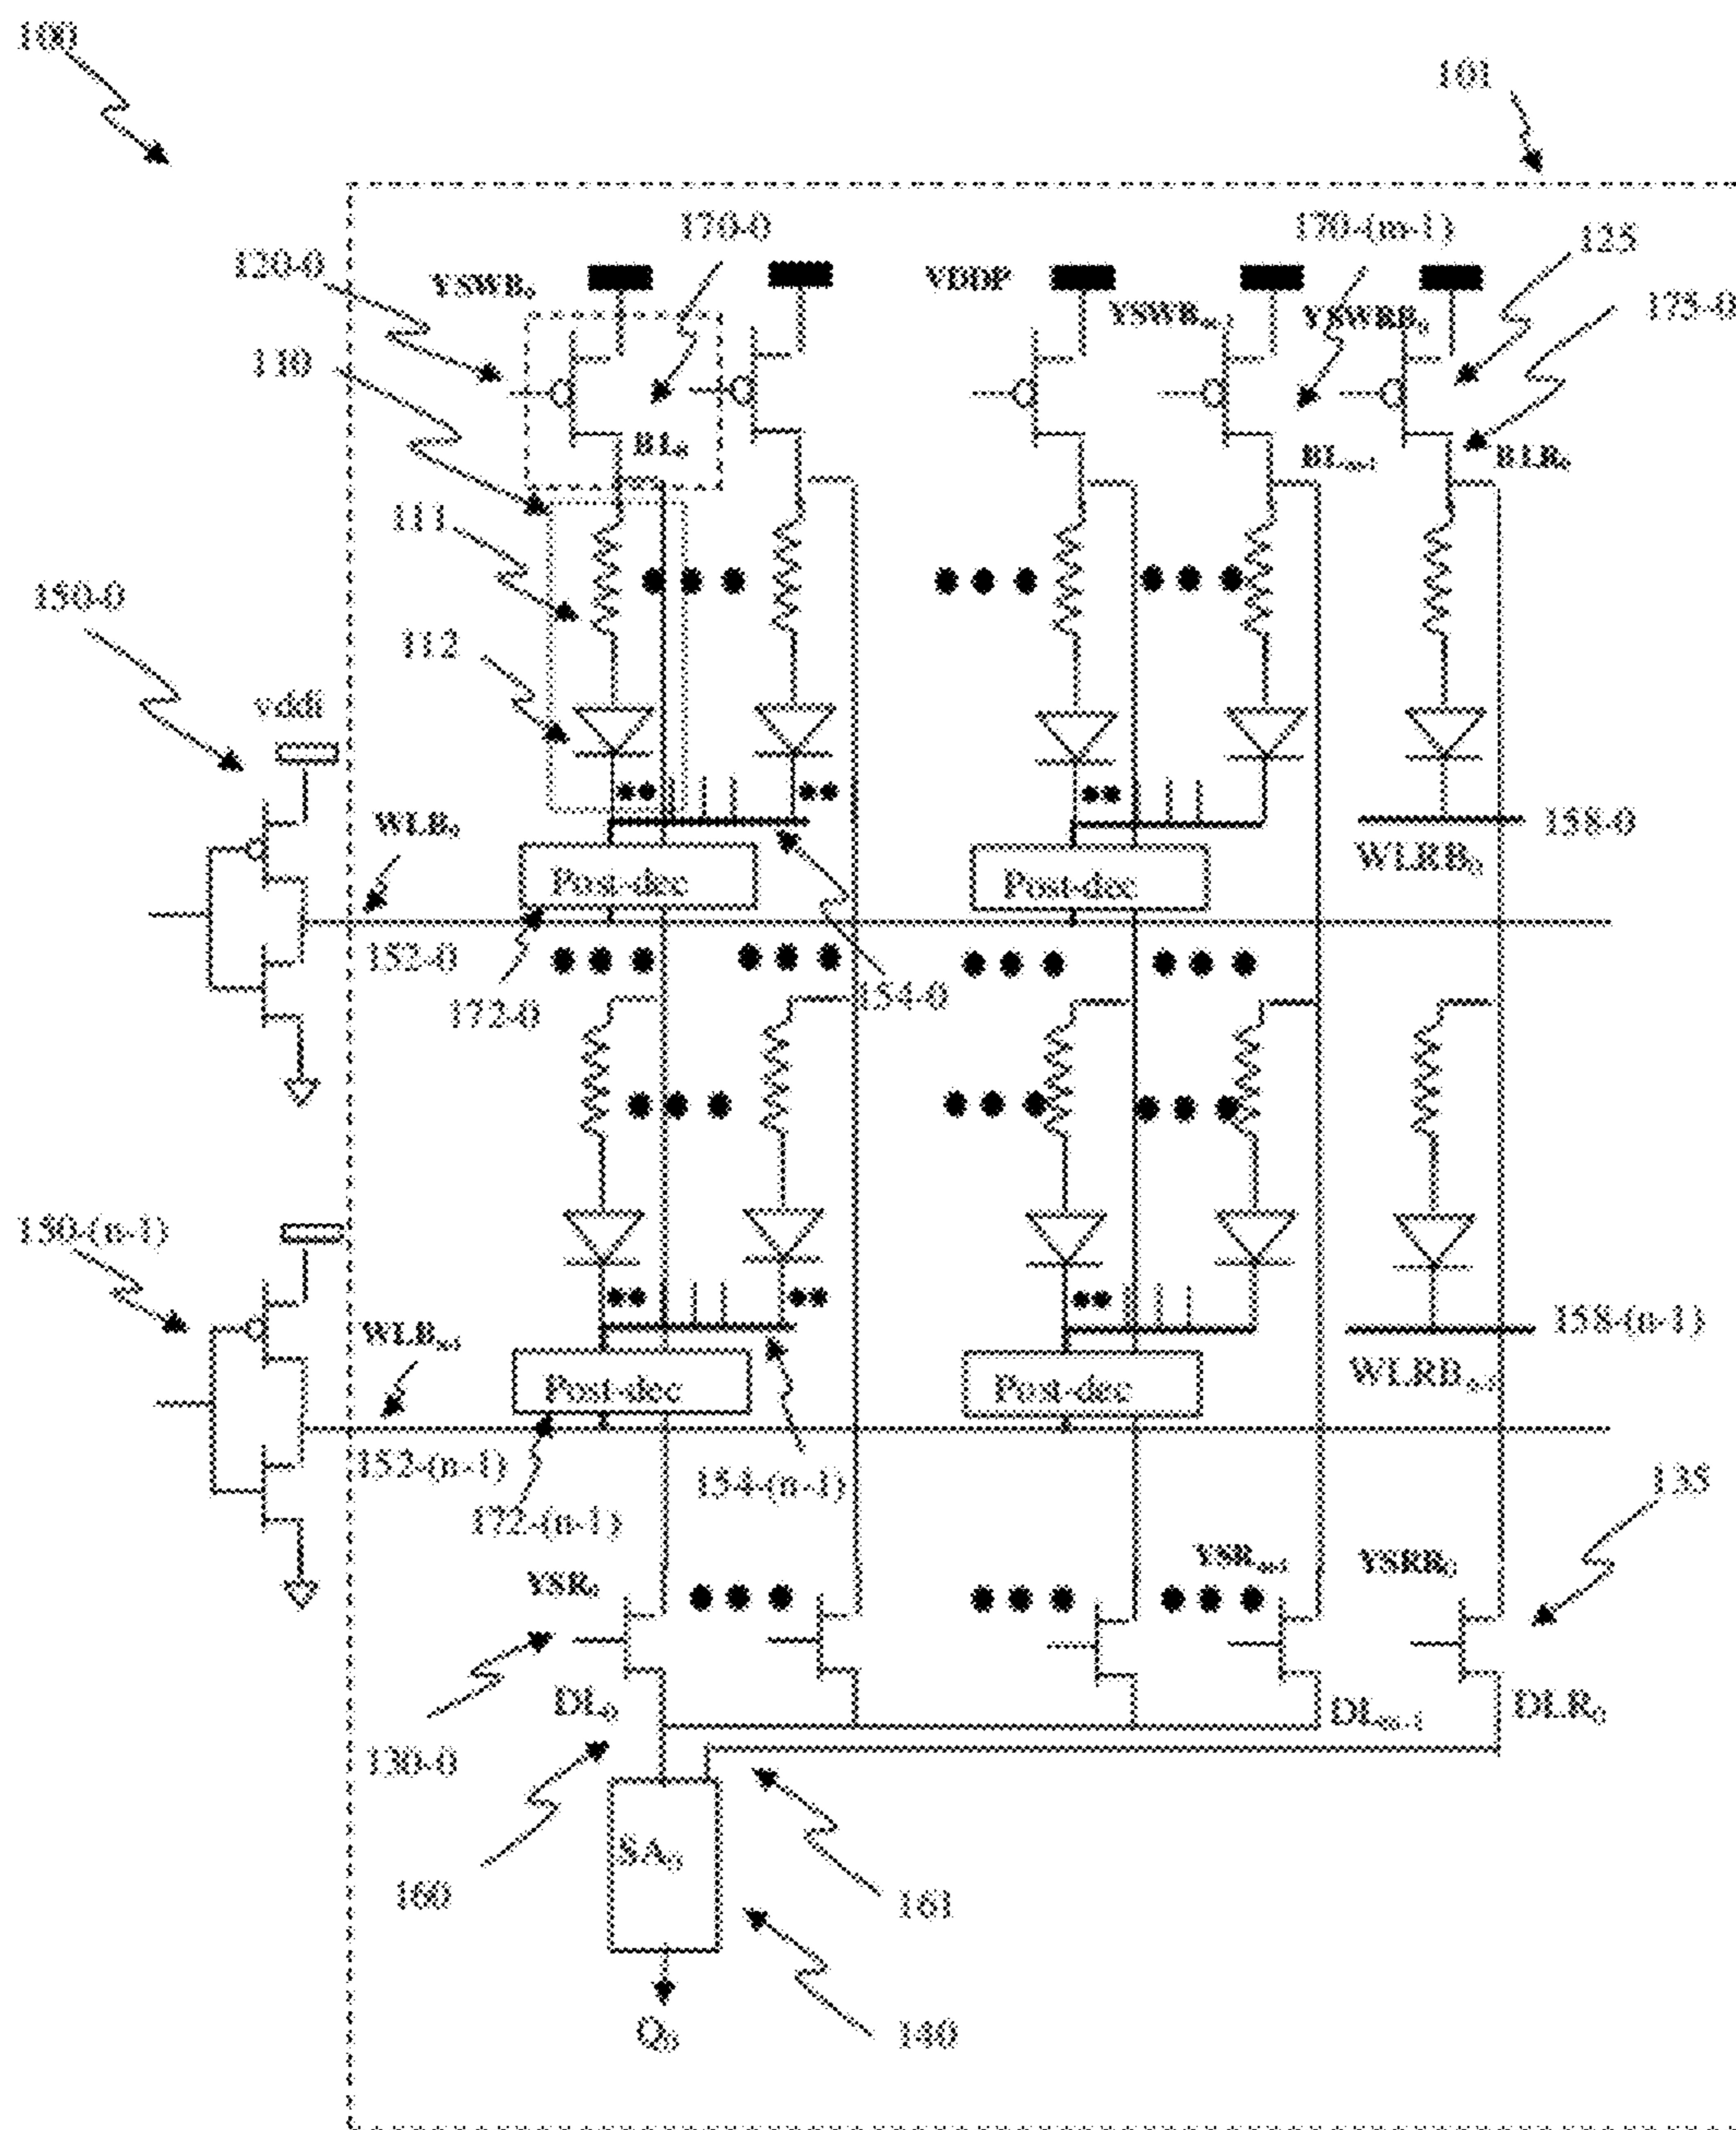 100
101
170-0
170-(m-1)
125
120-0
YSWB₀
VDDP
YSWBₘ₋₁
YSWRB₀
175-0
110
BL₀
BLₘ₋₁
BLR₀
111
150-0
112
vddi
WLB₀
158-0
Post-dec
Post-dec
WLRB₀
152-0
172-0
154-0
150-(n-1)
WLBₙ₋₁
158-(n-1)
Post-dec
Post-dec
WLRBₙ₋₁
152-(n-1)
154-(n-1)
135
172-(n-1)
YSR₀
YSRₘ₋₁
YSRB₀
DL₀
DLₘ₋₁
DLR₀
130-0
SA₀
160
161
Q₀
140